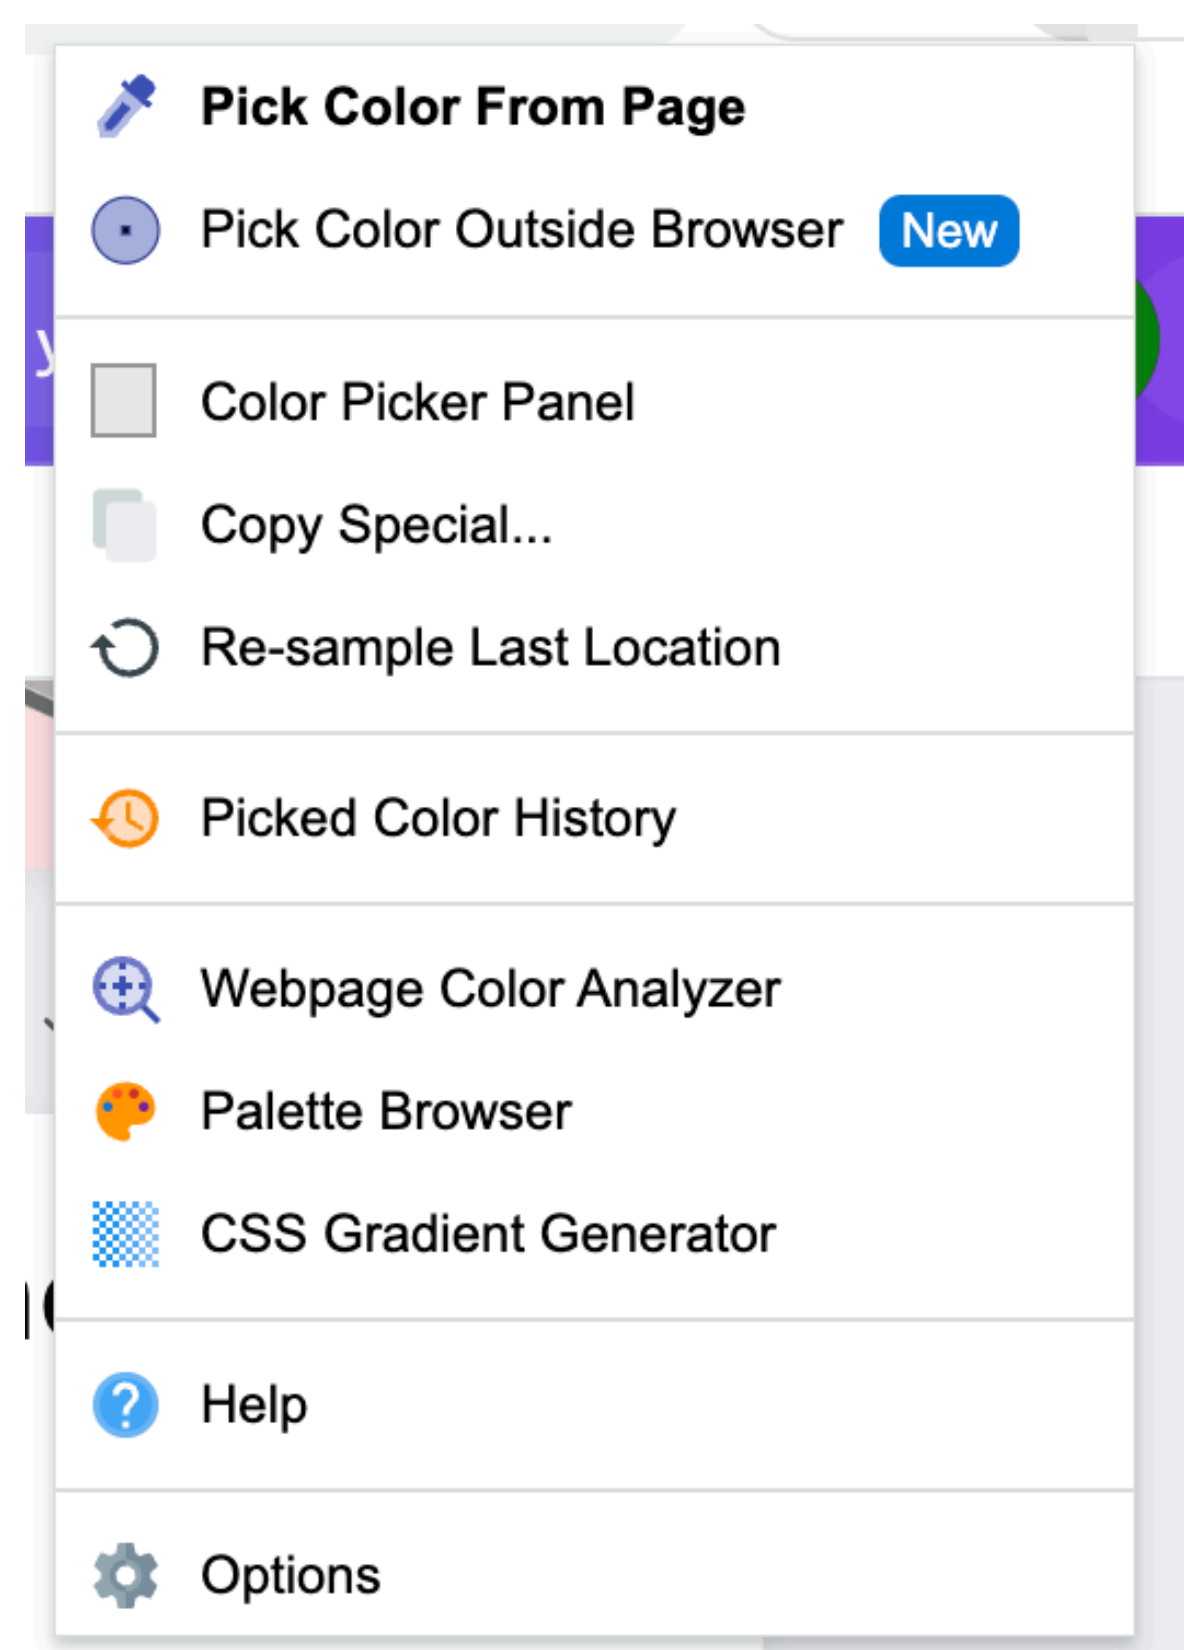 Pick Color From Page
Pick Color Outside Browser New
Color Picker Panel
Copy Special...
Re-sample Last Location
Picked Color History
Webpage Color Analyzer
Palette Browser
CSS Gradient Generator
Help
Options